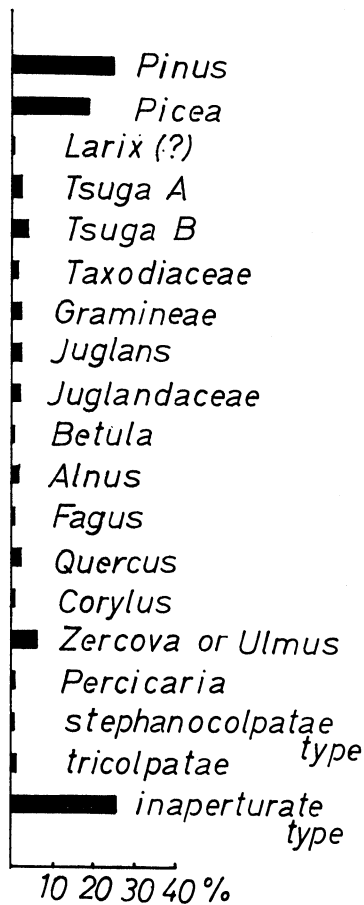 Pinus
Picea
Larix (?)
Tsuga A
Tsuga B
Taxodiaceae
Gramineae
Juglans
Juglandaceae
Betula
Alnus
Fagus
Quercus
Corylus
Zercova or Ulmus
Percicaria
stephanocolpatae
type
tricolpatae
inaperturate
type
10 20 30 40 %